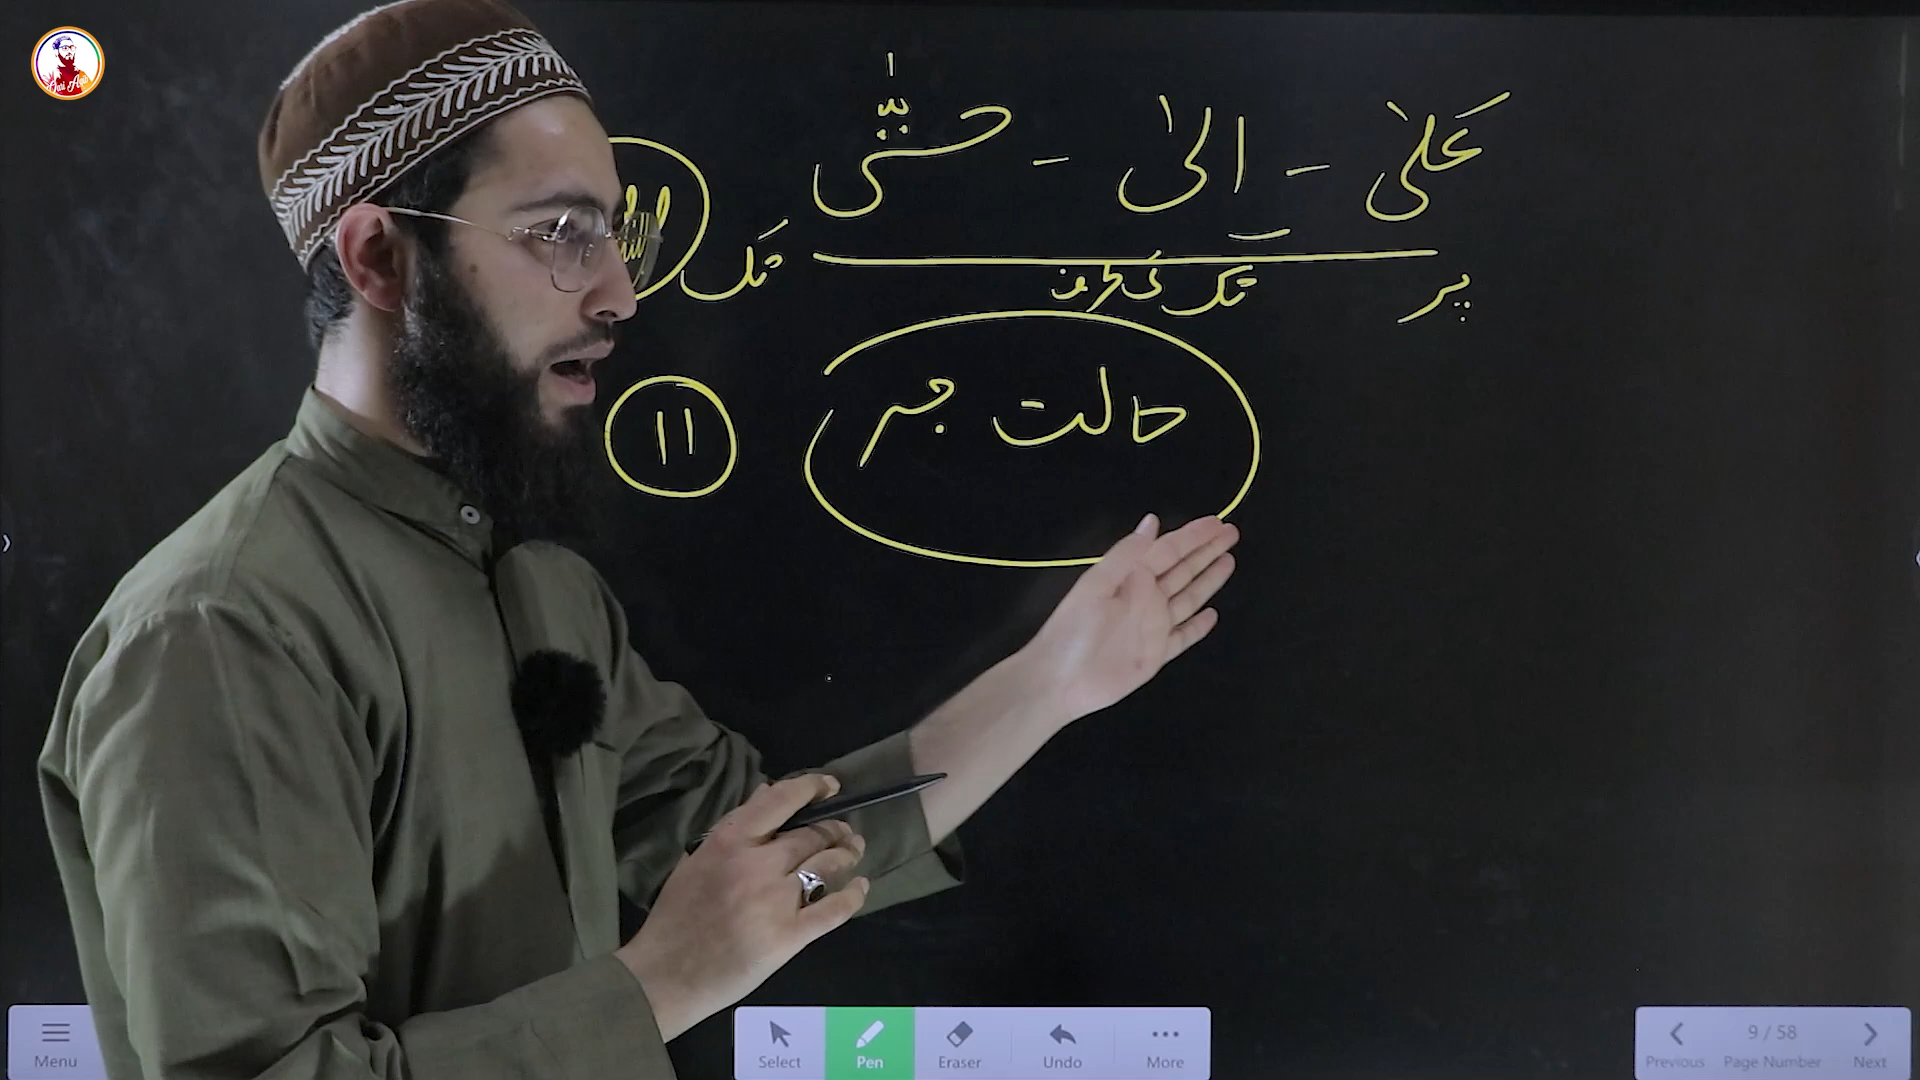 عَلٰی - اِلیٰ - حتّٰی
پر تک کی طرف تک
حالت جر
11
Menu
Select Pen Eraser Undo More
9 / 58
Previous Page Number Next